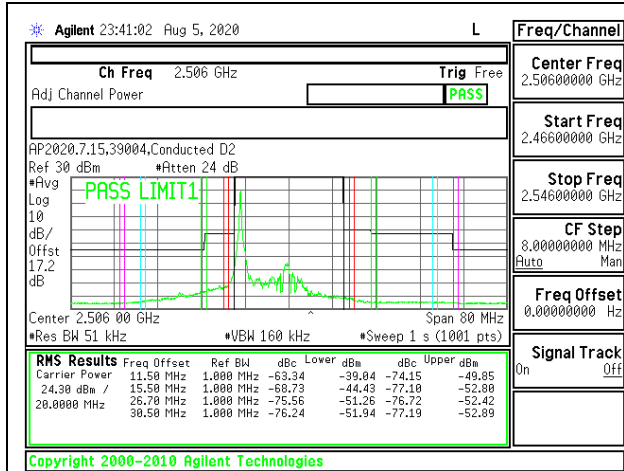 Agilent 23:41:02 Aug 5, 2020 L
Freq/Channel
Ch Freq 2.506 GHz Trig Free
Adj Channel Power PASS
AP2020.7.15,39004,Conducted D2
Ref 30 dBm #Atten 24 dB
#Avg
Log
10
dB/
Offst
17.2
dB
PASS LIMIT1
Center 2.506 00 GHz Span 80 MHz
#Res BW 51 kHz #VBW 160 kHz #Sweep 1 s (1001 pts)
RMS Results Freq Offset Ref BW dBc Lower dBm dBc Upper dBm
Carrier Power 11.50 MHz 1.000 MHz -63.34 -39.04 -74.15 -49.85
24.30 dBm / 15.50 MHz 1.000 MHz -68.73 -44.43 -77.10 -52.80
20.0000 MHz 26.70 MHz 1.000 MHz -75.56 -51.26 -76.72 -52.42
30.50 MHz 1.000 MHz -76.24 -51.94 -77.19 -52.89
Copyright 2000-2010 Agilent Technologies
Center Freq
2.50600000 GHz
Start Freq
2.46600000 GHz
Stop Freq
2.54600000 GHz
CF Step
8.00000000 MHz
Auto Man
Freq Offset
0.00000000 Hz
Signal Track
On Off